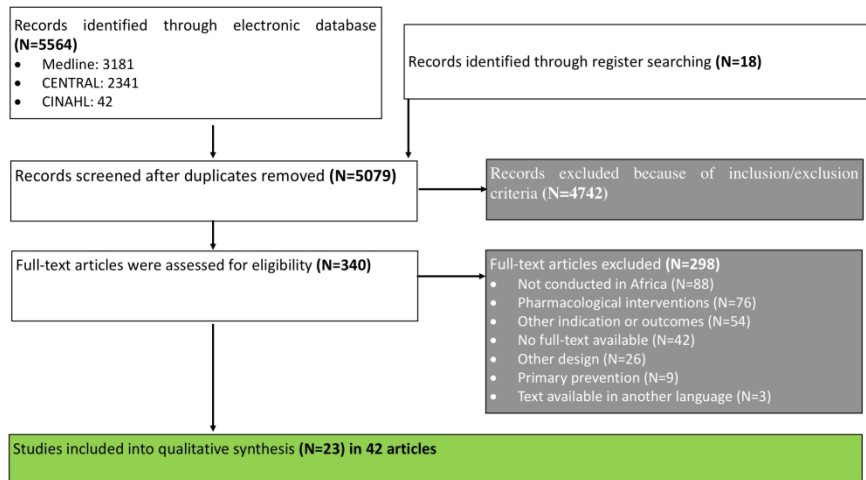 Records identified through electronic database
(N=5564)
• Medline: 3181
• CENTRAL: 2341
• CINAHL: 42
Records identified through register searching (N=18)
Records screened after duplicates removed (N=5079)
Records excluded because of inclusion/exclusion
criteria (N=4742)
Full-text articles were assessed for eligibility (N=340)
Full-text articles excluded (N=298)
• Not conducted in Africa (N=88)
• Pharmacological interventions (N=76)
• Other indication or outcomes (N=54)
• No full-text available (N=42)
• Other design (N=26)
• Primary prevention (N=9)
• Text available in another language (N=3)
Studies included into qualitative synthesis (N=23) in 42 articles